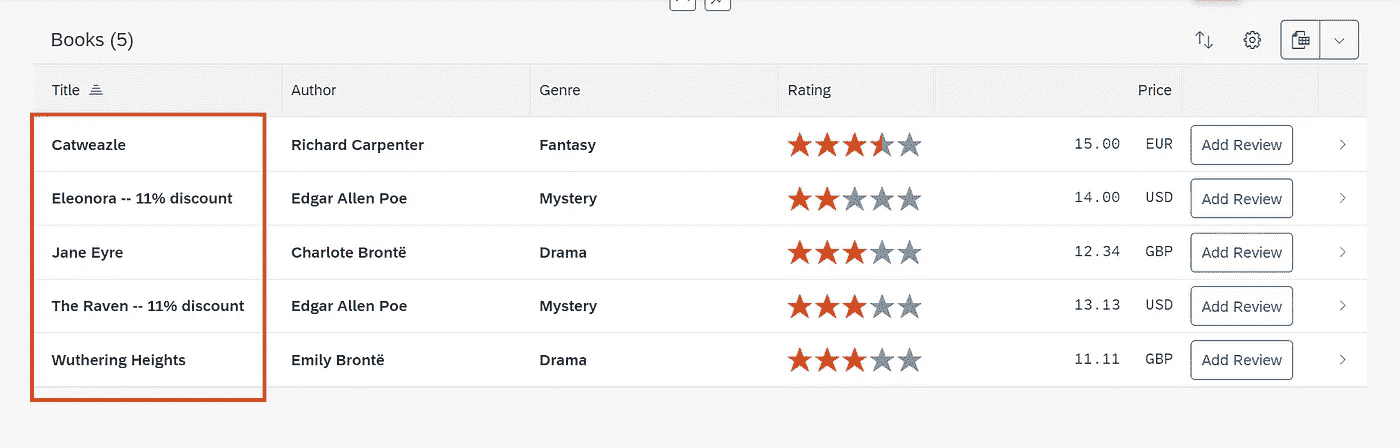 Books (5)
Title Author Genre Rating Price
Catweazle Richard Carpenter Fantasy 15.00 EUR Add Review
Eleonora -- 11% discount Edgar Allen Poe Mystery 14.00 USD Add Review
Jane Eyre Charlote Brontë Drama 12.34 GBP Add Review
The Raven -- 11% discount Edgar Allen Poe Mystery 13.13 USD Add Review
Wuthering Heights Emily Brontë Drama 11.11 GBP Add Review